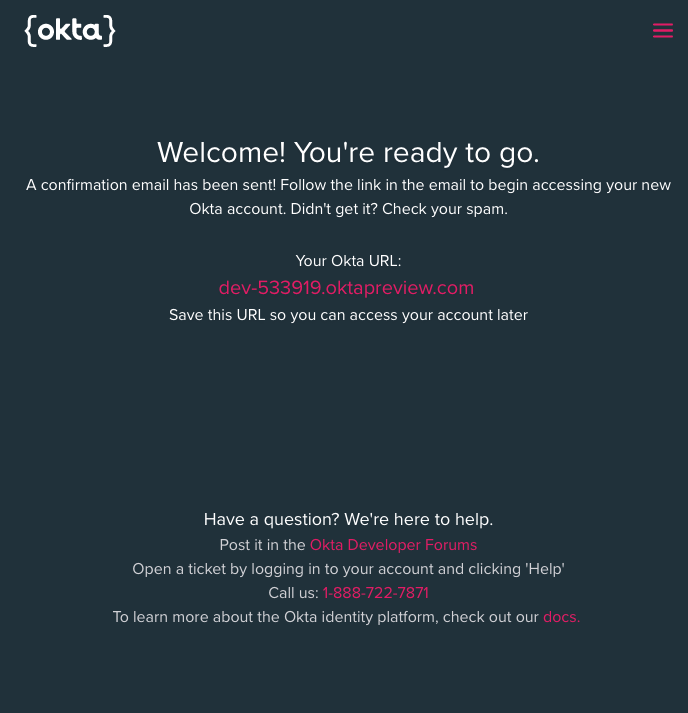 {okta}
Welcome! You're ready to go.
A confirmation email has been sent! Follow the link in the email to begin accessing your new
Okta account. Didn't get it? Check your spam.
Your Okta URL:
dev-533919.oktapreview.com
Save this URL so you can access your account later
Have a question? We're here to help.
Post it in the Okta Developer Forums
Open a ticket by logging in to your account and clicking 'Help'
Call us: 1-888-722-7871
To learn more about the Okta identity platform, check out our docs.